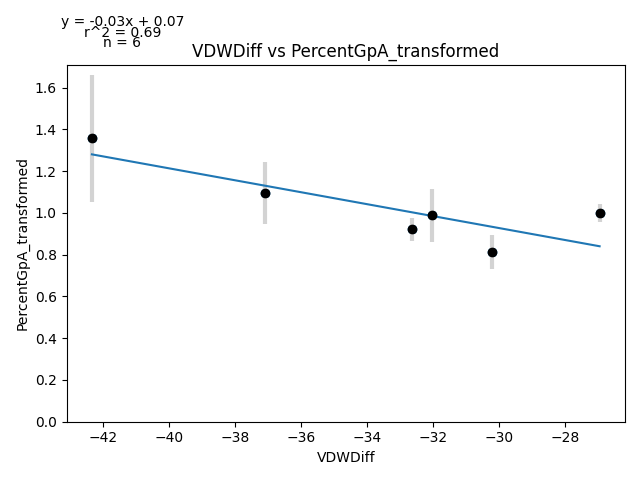 y = -0.03x + 0.07
r^2 = 0.69
n = 6
VDWDiff vs PercentGpA_transformed
PercentGpA_transformed
1.6
1.4
1.2
1.0
0.8
0.6
0.4
0.2
0.0
−42 −40 −38 −36 −34 −32 −30 −28
VDWDiff